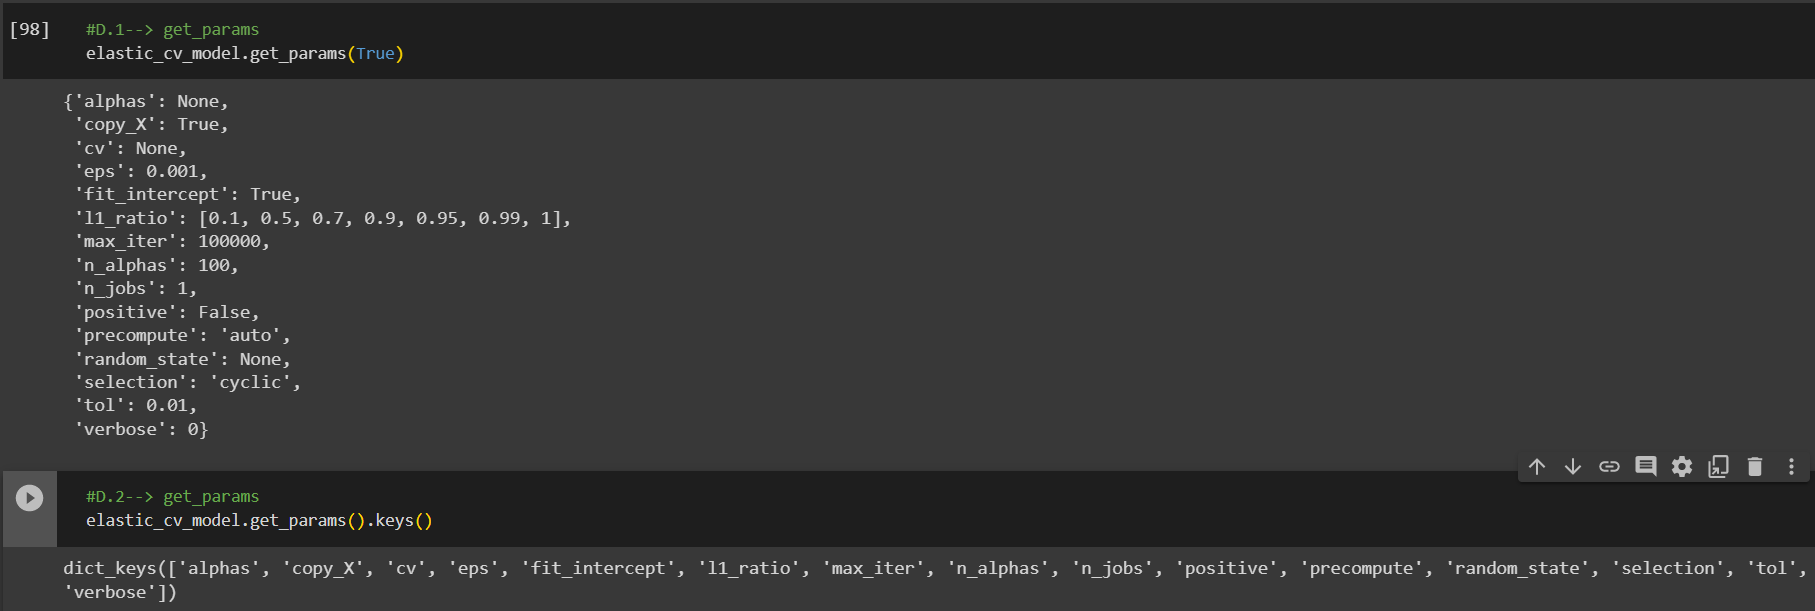 [98] #D.1--> get_params
elastic_cv_model.get_params(True)
{'alphas': None,
'copy_X': True,
'cv': None,
'eps': 0.001,
'fit_intercept': True,
'l1_ratio': [0.1, 0.5, 0.7, 0.9, 0.95, 0.99, 1],
'max_iter': 100000,
'n_alphas': 100,
'n_jobs': 1,
'positive': False,
'precompute': 'auto',
'random_state': None,
'selection': 'cyclic',
'tol': 0.01,
'verbose': 0}
#D.2--> get_params
elastic_cv_model.get_params().keys()
dict_keys(['alphas', 'copy_X', 'cv', 'eps', 'fit_intercept', 'l1_ratio', 'max_iter', 'n_alphas', 'n_jobs', 'positive', 'precompute', 'random_state', 'selection', 'tol',
'verbose'])